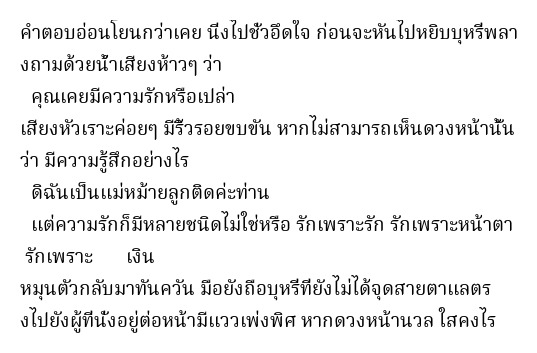 คำตอบอ่อนโยนกว่าเคย นีงไปชัวอึดใจ ก่อนจะหันไปหยิบบุหรีพลา
งถามด้วยน้ำเสียงห้าวๆ ว่า
คุณเคยมีความรักหรือเปล่า
เสียงหัวเราะค่อยๆ มีริ้วรอยขบขัน หากไม่สามารถเห็นดวงหน้านั้น
ว่า มีความรู้สึกอย่างไร
ดิฉันเป็นแม่หม้ายลูกติดค่ะท่าน
แต่ความรักก็มีหลายชนิดไม่ใช่หรือ รักเพราะรัก รักเพราะหน้าตา
รักเพราะ เงิน
หมุนตัวกลับมาทันควัน มือยังถือบุหรีทียังไม่ได้จุดสายตาแลตร
งไปยังผู้ทีนังอยู่ต่อหน้ามีแววเพ่งพิศ หากดวงหน้านวล ใสคงไร